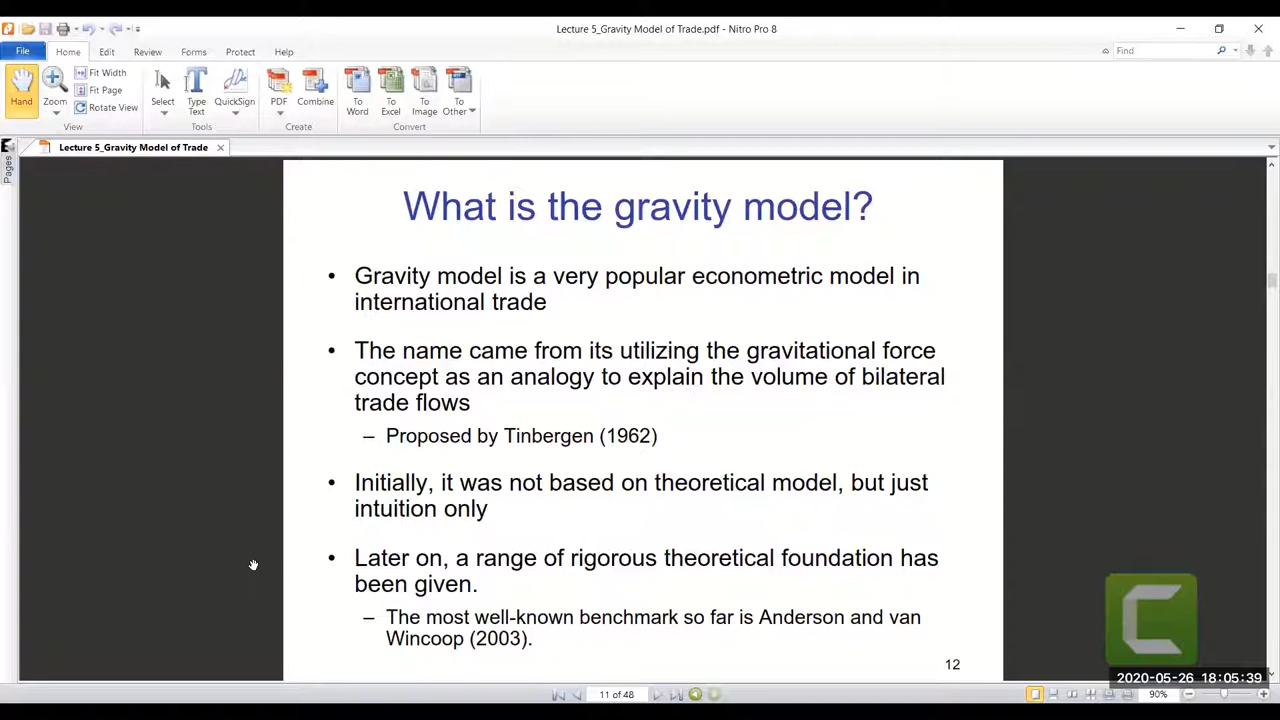 Lecture 5_Gravity Model of Trade.pdf - Nitro Pro 8
File Home Edit Review Forms Protect Help
Find
Hand
Zoom
Fit Width
Fit Page
Rotate View
View
Select
Type Text
QuickSign
Tools
PDF
Combine
Create
To Word
To Excel
To Image
To Other
Convert
Lecture 5_Gravity Model of Trade
Pages
What is the gravity model?
• Gravity model is a very popular econometric model in
international trade
• The name came from its utilizing the gravitational force
concept as an analogy to explain the volume of bilateral
trade flows
– Proposed by Tinbergen (1962)
• Initially, it was not based on theoretical model, but just
intuition only
• Later on, a range of rigorous theoretical foundation has
been given.
– The most well-known benchmark so far is Anderson and van
Wincoop (2003).
12
2020-05-26 18:05:39
11 of 48
90%